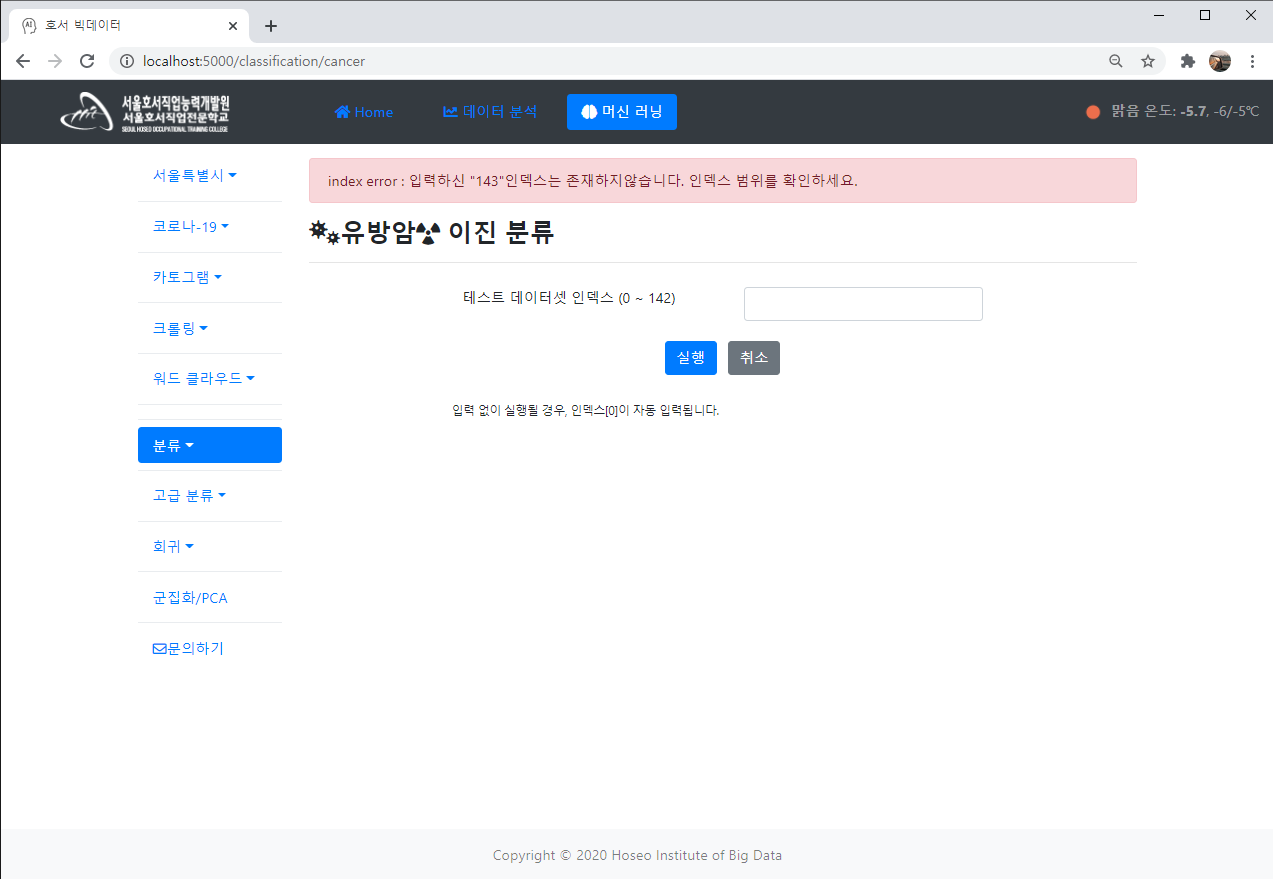 호서 빅데이터
localhost:5000/classification/cancer
서울호서직업능력개발원
서울호서직업전문학교
SEOUL HOSEO OCCUPATIONAL TRAINING COLLEGE
Home
데이터 분석
머신 러닝
맑음 온도: -5.7, -6/-5℃
서울특별시
코로나-19
카토그램
크롤링
워드 클라우드
분류
고급 분류
회귀
군집화/PCA
문의하기
index error : 입력하신 "143"인덱스는 존재하지않습니다. 인덱스 범위를 확인하세요.
유방암 이진 분류
테스트 데이터셋 인덱스 (0 ~ 142)
실행
취소
입력 없이 실행될 경우, 인덱스[0]이 자동 입력됩니다.
Copyright © 2020 Hoseo Institute of Big Data